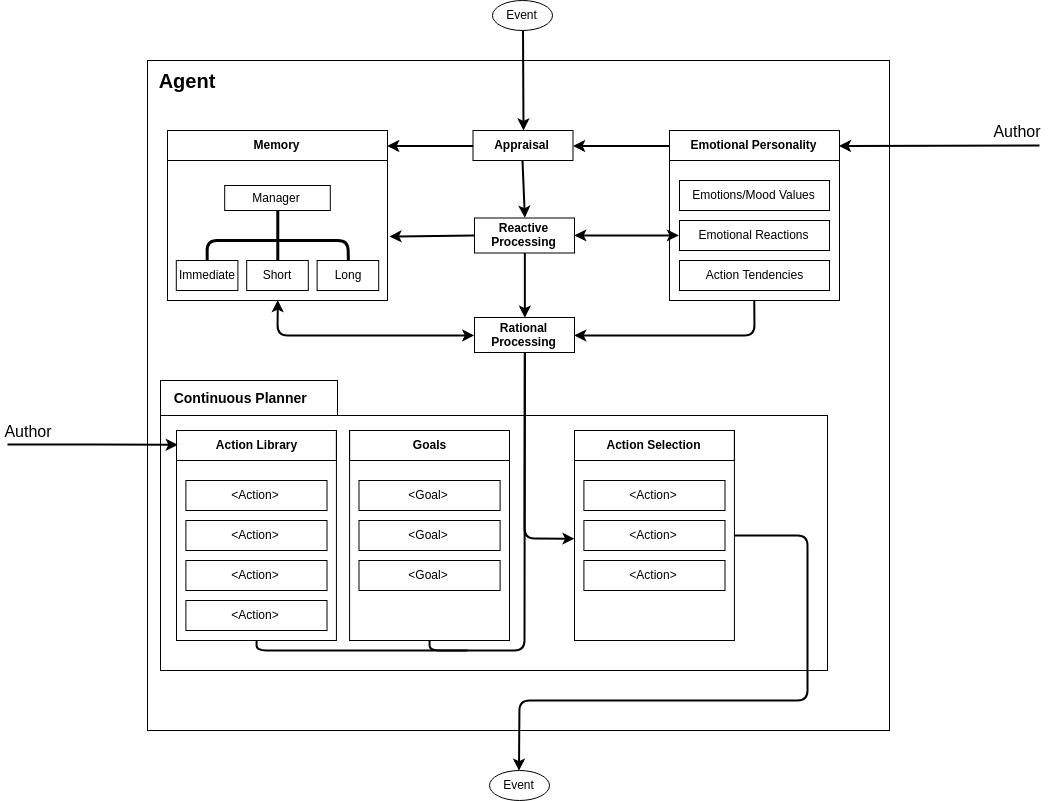 Event
Agent
Author
Memory
Appraisal
Emotional Personality
Manager
Emotions/Mood Values
Reactive
Processing
Emotional Reactions
Immediate
Short
Long
Action Tendencies
Rational
Processing
Continuous Planner
Author
Action Library
Goals
Action Selection
<Action>
<Goal>
<Action>
<Action>
<Goal>
<Action>
<Action>
<Goal>
<Action>
<Action>
Event